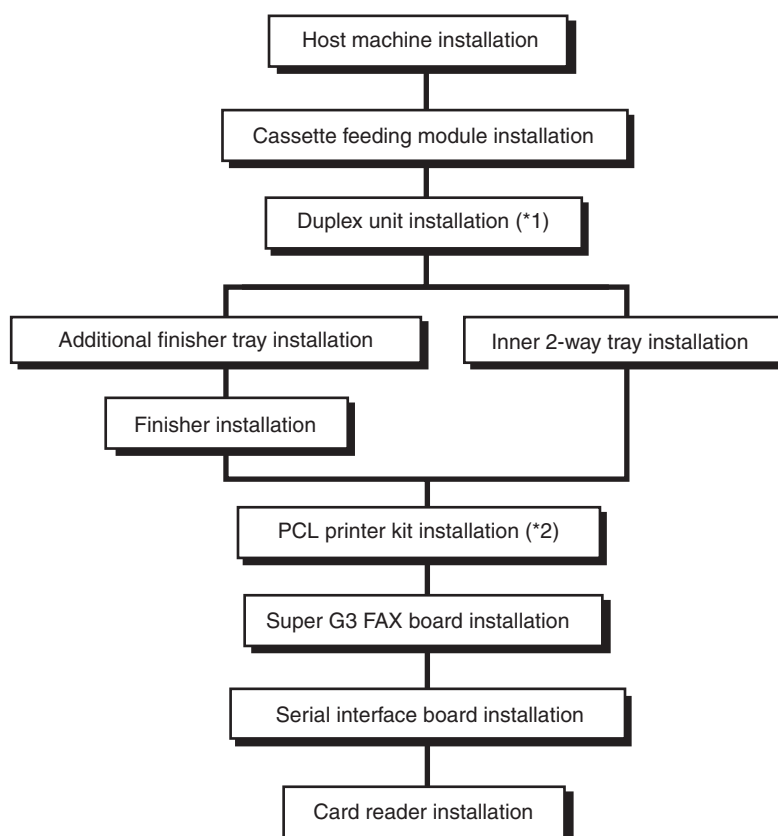 Host machine installation
Cassette feeding module installation
Duplex unit installation (*1)
Additional finisher tray installation
Inner 2-way tray installation
Finisher installation
PCL printer kit installation (*2)
Super G3 FAX board installation
Serial interface board installation
Card reader installation